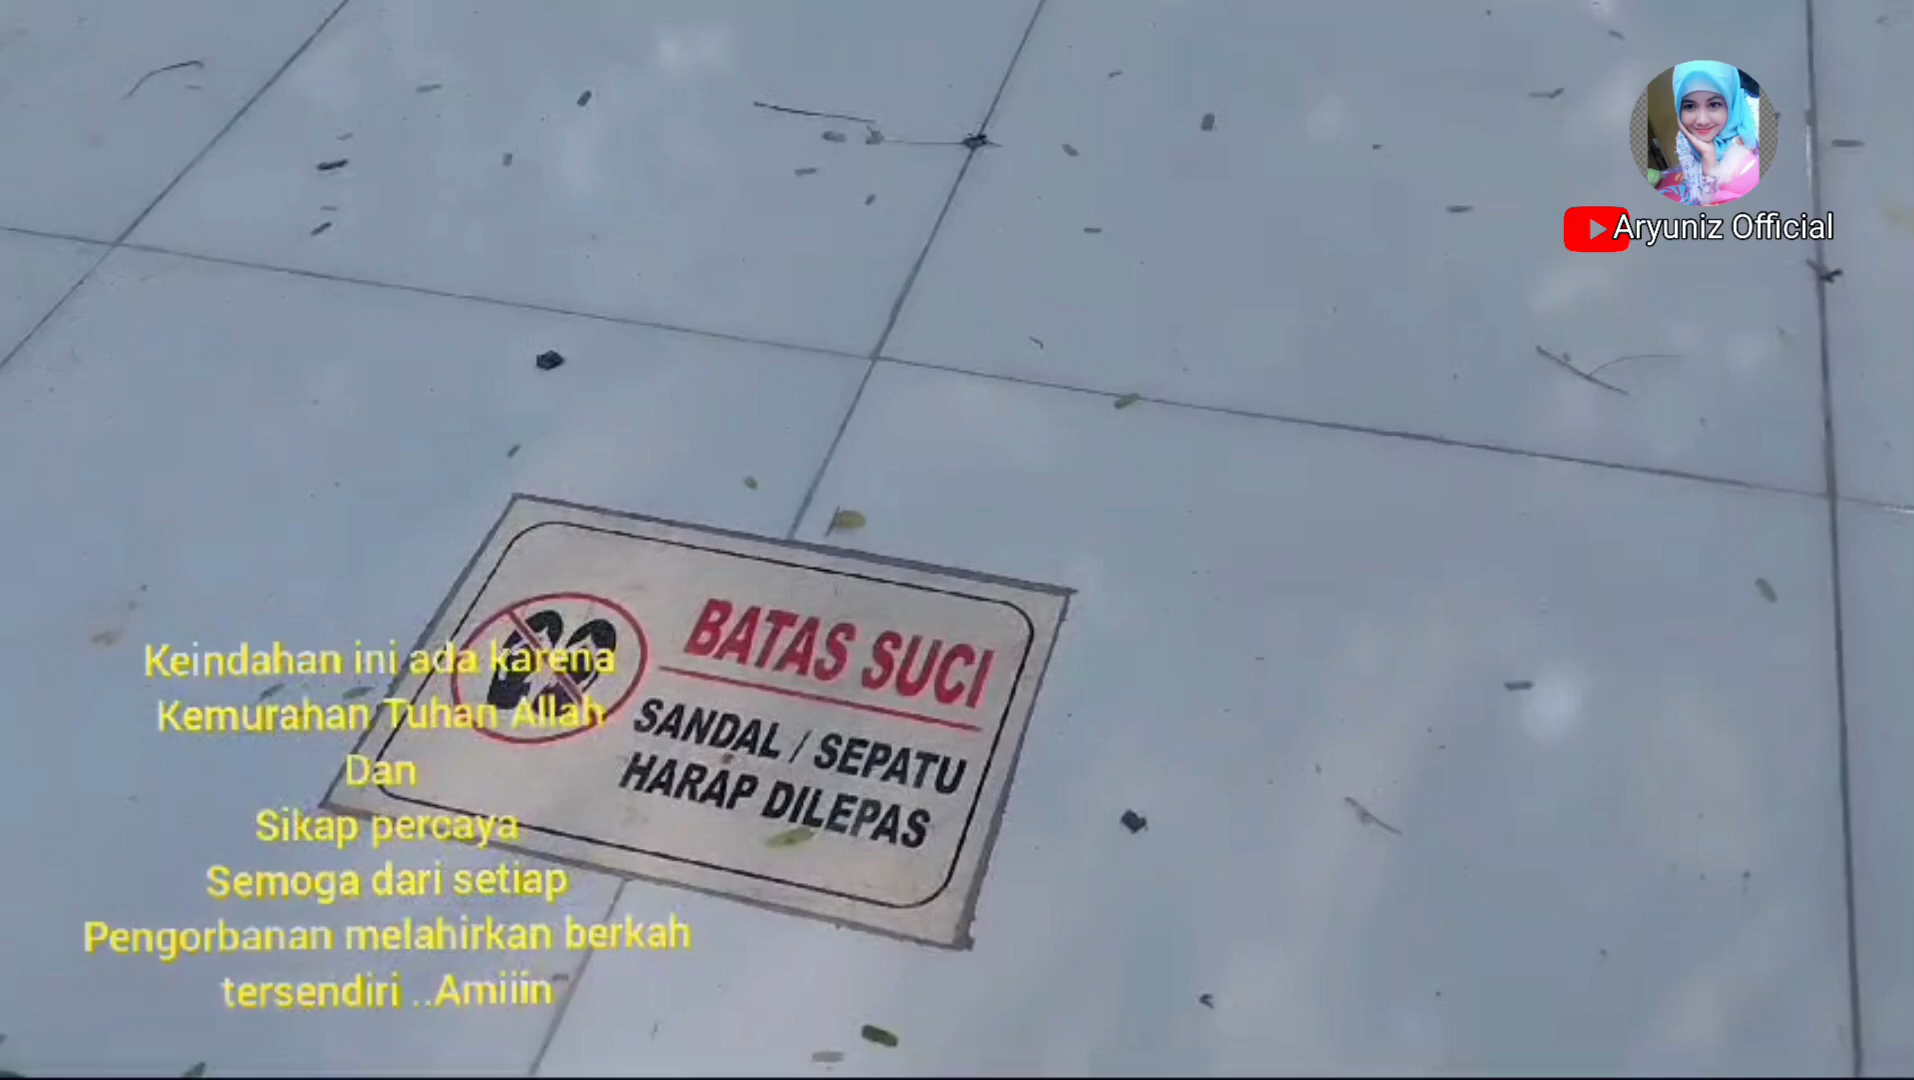 Aryuniz Official
BATAS SUCI
SANDAL / SEPATU
HARAP DILEPAS
Keindahan ini ada karena
Kemurahan Tuhan Allah
Dan
Sikap percaya
Semoga dari setiap
Pengorbanan melahirkan berkah
tersendiri ..Amiiin